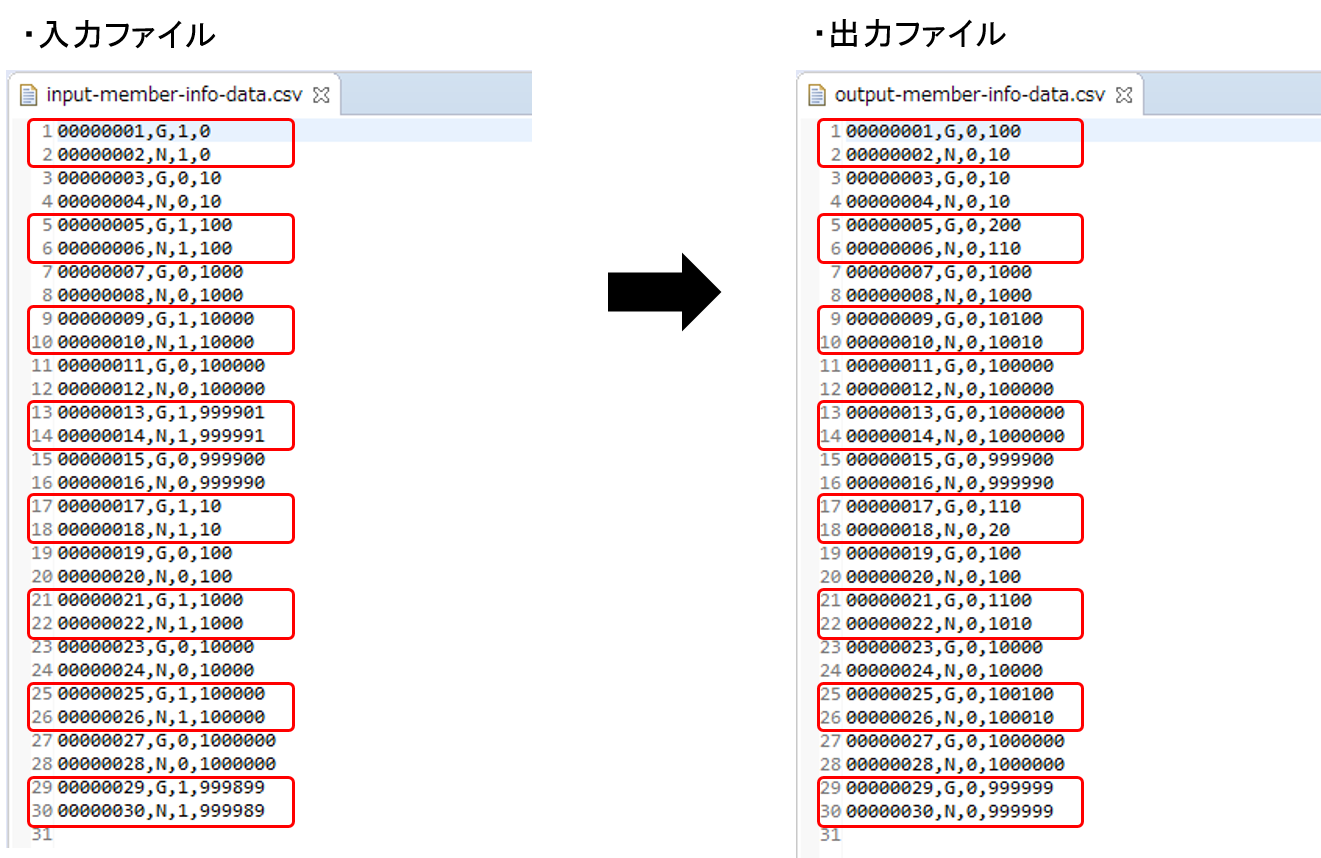 ・入力ファイル
input-member-info-data.csv
1 00000001,G,1,0
2 00000002,N,1,0
3 00000003,G,0,10
4 00000004,N,0,10
5 00000005,G,1,100
6 00000006,N,1,100
7 00000007,G,0,1000
8 00000008,N,0,1000
9 00000009,G,1,10000
10 00000010,N,1,10000
11 00000011,G,0,100000
12 00000012,N,0,100000
13 00000013,G,1,999901
14 00000014,N,1,999991
15 00000015,G,0,999900
16 00000016,N,0,999990
17 00000017,G,1,10
18 00000018,N,1,10
19 00000019,G,0,100
20 00000020,N,0,100
21 00000021,G,1,1000
22 00000022,N,1,1000
23 00000023,G,0,10000
24 00000024,N,0,10000
25 00000025,G,1,100000
26 00000026,N,1,100000
27 00000027,G,0,1000000
28 00000028,N,0,1000000
29 00000029,G,1,999899
30 00000030,N,1,999989
31
・出力ファイル
output-member-info-data.csv
1 00000001,G,0,100
2 00000002,N,0,10
3 00000003,G,0,10
4 00000004,N,0,10
5 00000005,G,0,200
6 00000006,N,0,110
7 00000007,G,0,1000
8 00000008,N,0,1000
9 00000009,G,0,10100
10 00000010,N,0,10010
11 00000011,G,0,100000
12 00000012,N,0,100000
13 00000013,G,0,1000000
14 00000014,N,0,1000000
15 00000015,G,0,999900
16 00000016,N,0,999990
17 00000017,G,0,110
18 00000018,N,0,20
19 00000019,G,0,100
20 00000020,N,0,100
21 00000021,G,0,1100
22 00000022,N,0,1010
23 00000023,G,0,10000
24 00000024,N,0,10000
25 00000025,G,0,100100
26 00000026,N,0,100010
27 00000027,G,0,1000000
28 00000028,N,0,1000000
29 00000029,G,0,999999
30 00000030,N,0,999999
31